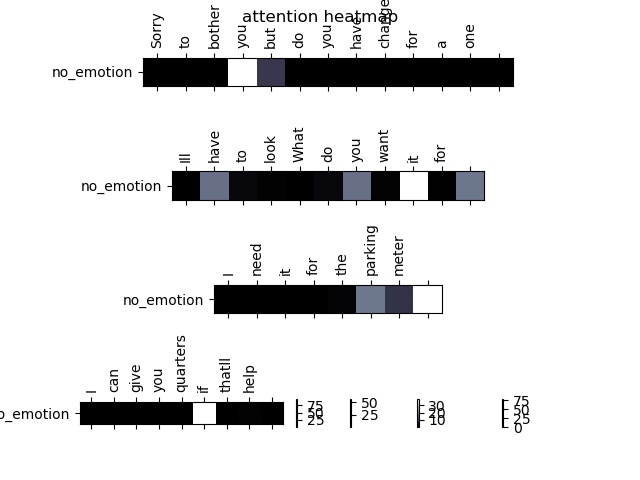 attention heatmap
Sorry to bother you but do you have change for a one
no_emotion
Ill have to look What do you want it for
no_emotion
I need it for the parking meter
no_emotion
I can give you quarters if thatll help
o_emotion
75 50 25
50 25
30 20 10
75 50 25 0